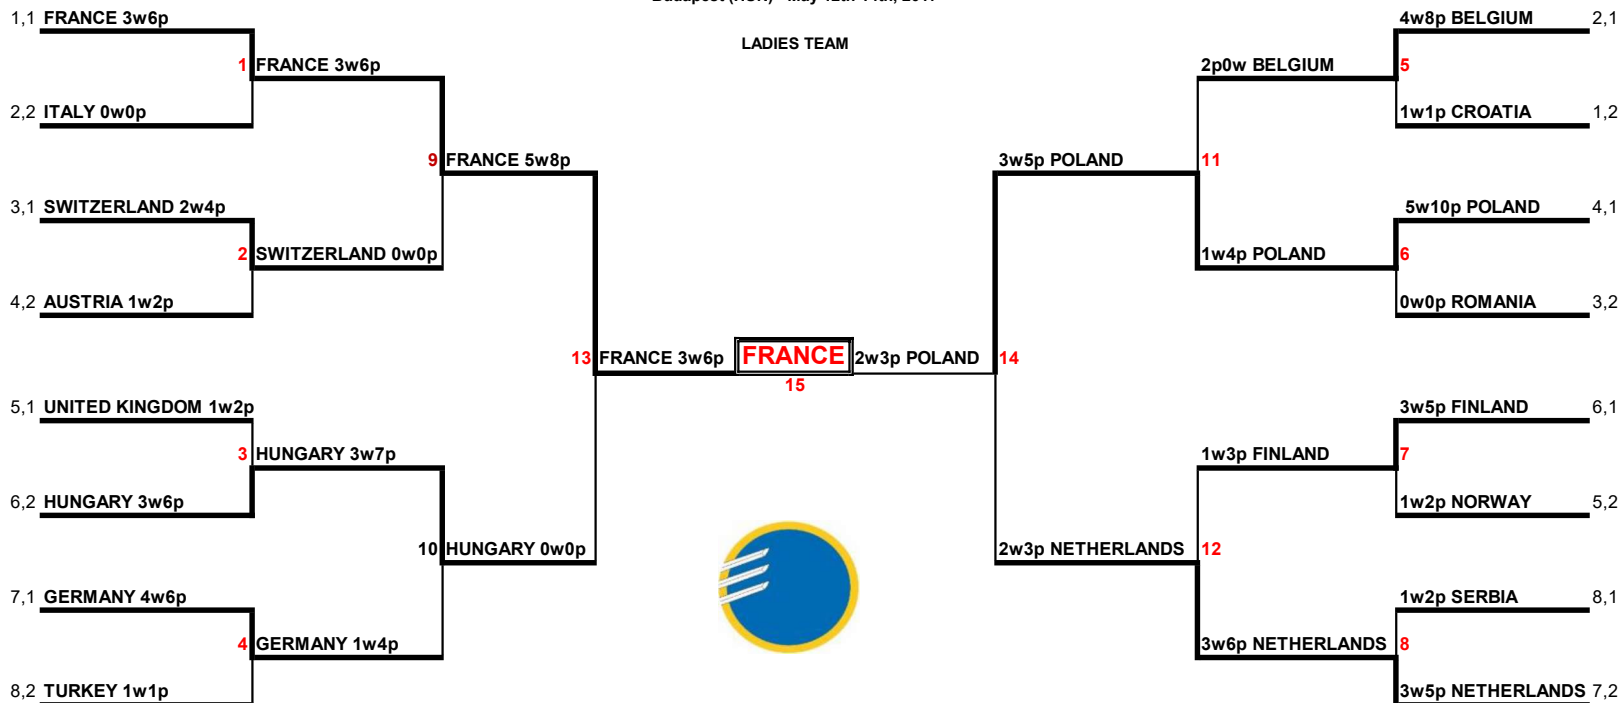 LADIES TEAM
1,1 FRANCE 3w6p
1 FRANCE 3w6p
2,2 ITALY 0w0p
9 FRANCE 5w8p
3,1 SWITZERLAND 2w4p
2 SWITZERLAND 0w0p
4,2 AUSTRIA 1w2p
13 FRANCE 3w6p
5,1 UNITED KINGDOM 1w2p
3 HUNGARY 3w7p
6,2 HUNGARY 3w6p
10 HUNGARY 0w0p
7,1 GERMANY 4w6p
4 GERMANY 1w4p
8,2 TURKEY 1w1p
FRANCE
15
2w3p POLAND 14
4w8p BELGIUM 2,1
2p0w BELGIUM 5
1w1p CROATIA 1,2
3w5p POLAND 11
5w10p POLAND 4,1
1w4p POLAND 6
0w0p ROMANIA 3,2
3w5p FINLAND 6,1
1w3p FINLAND 7
1w2p NORWAY 5,2
2w3p NETHERLANDS 12
1w2p SERBIA 8,1
3w6p NETHERLANDS 8
3w5p NETHERLANDS 7,2